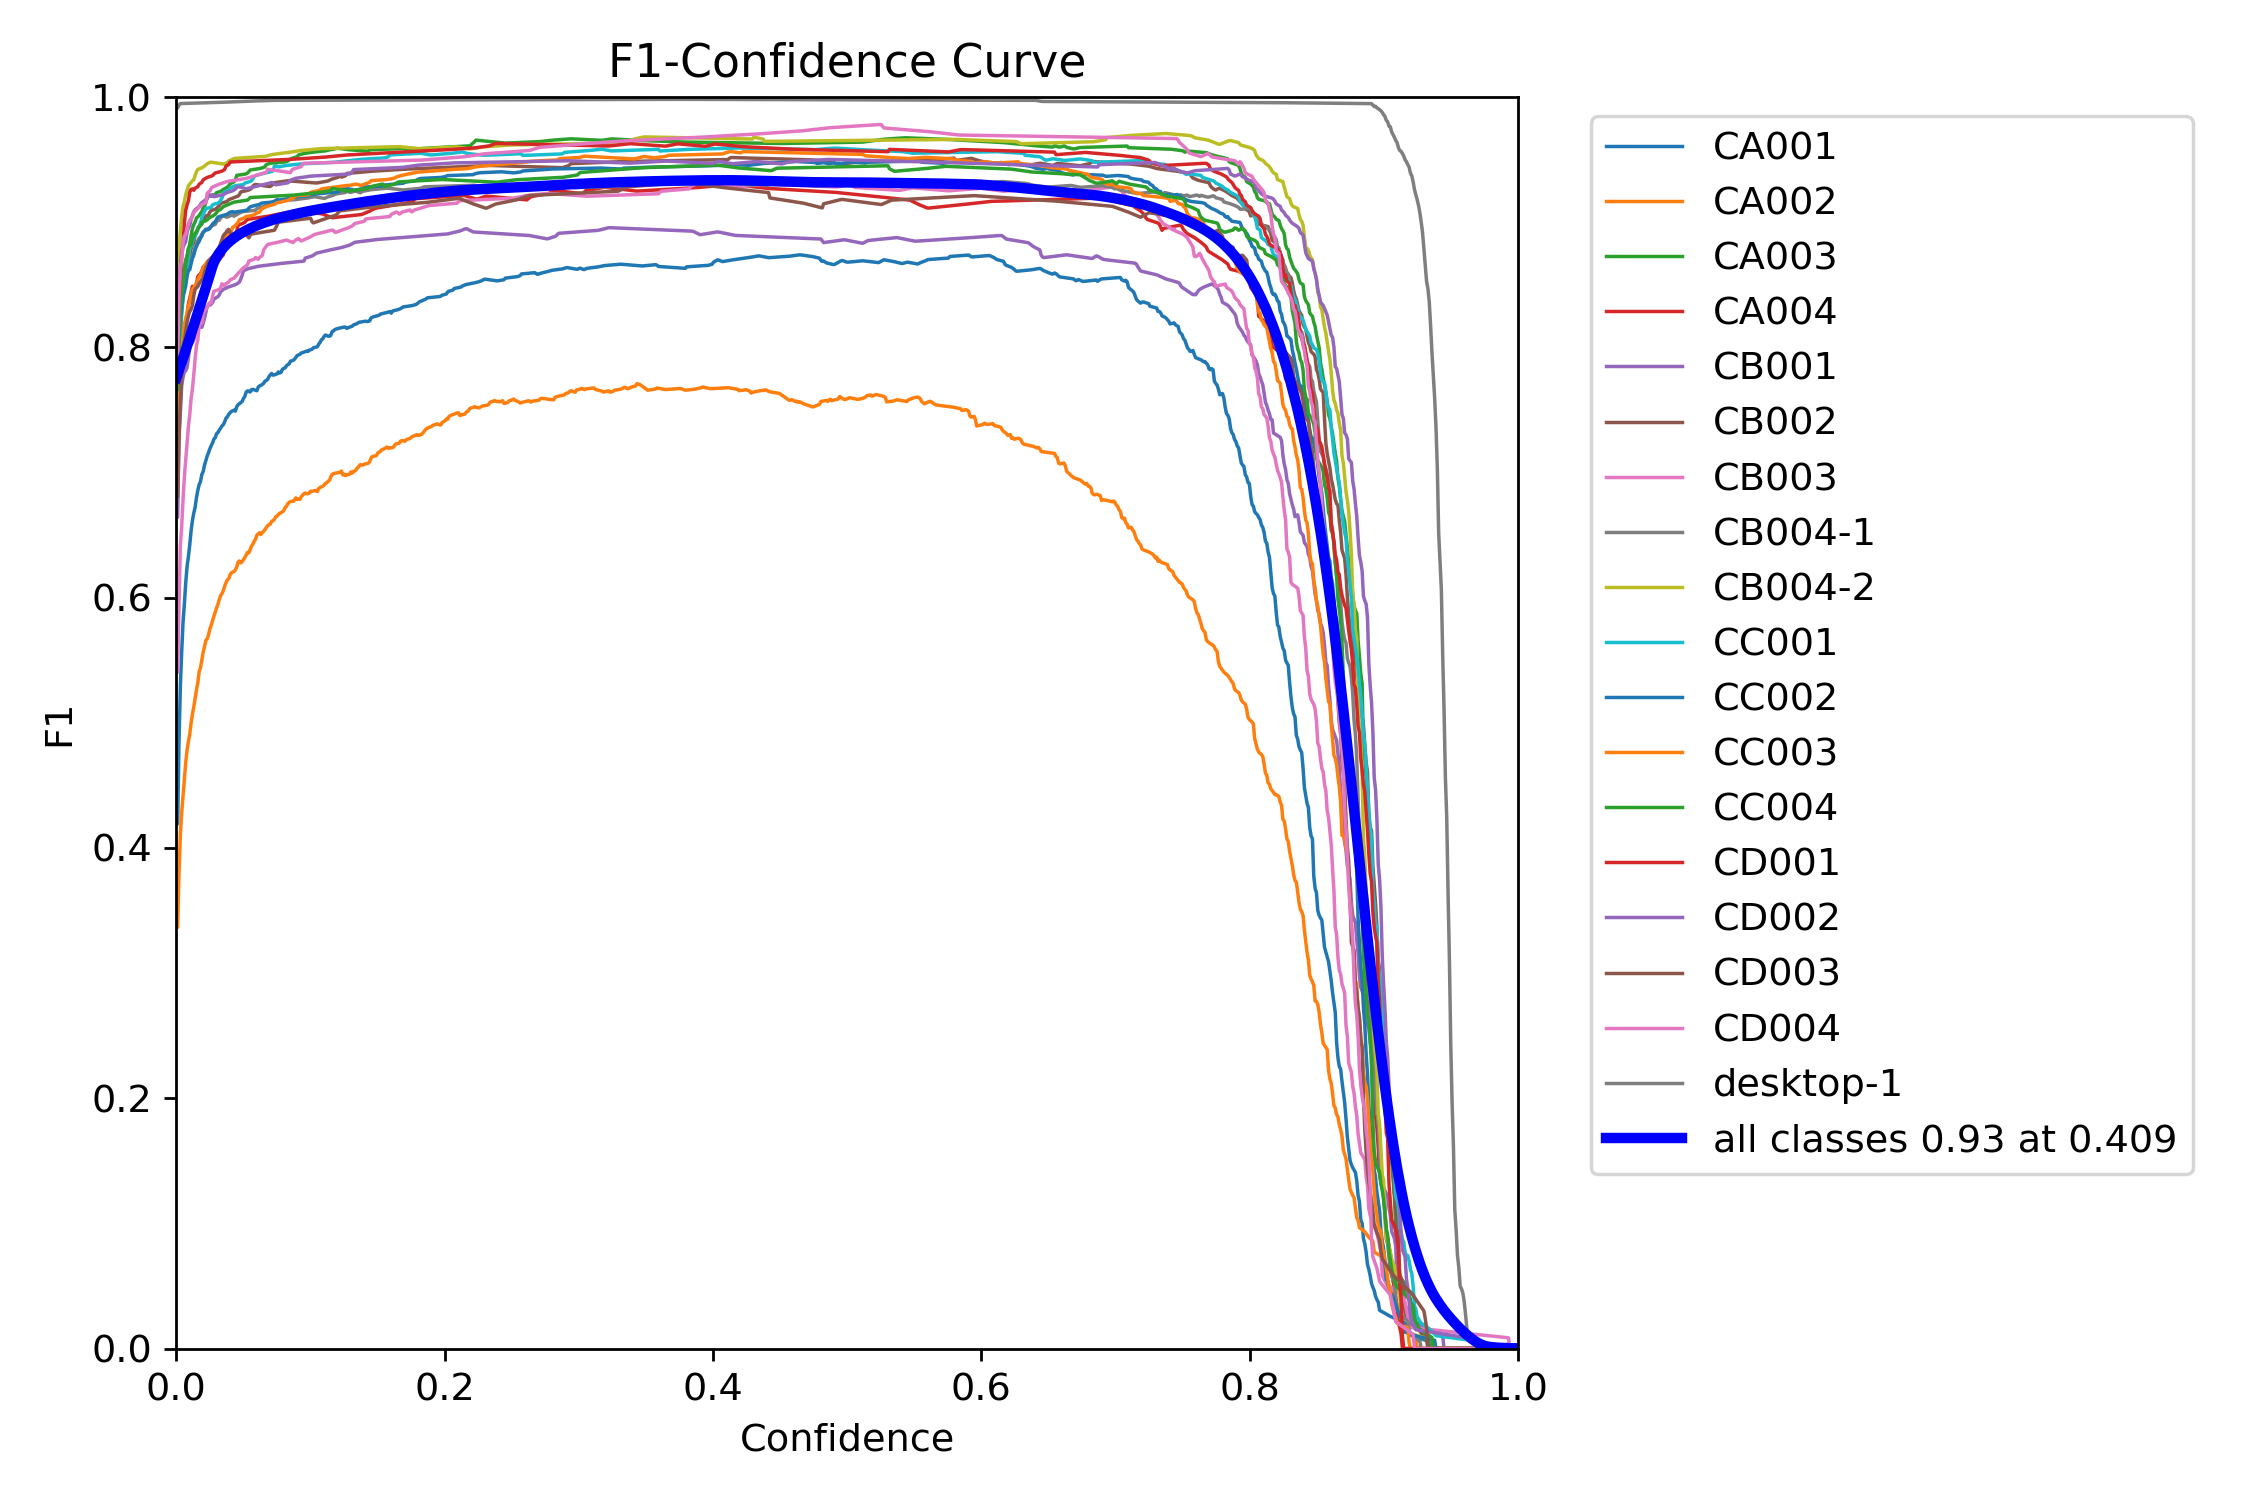 F1-Confidence Curve
1.0
0.8
0.6
0.4
0.2
0.0
F1
0.0 0.2 0.4 0.6 0.8 1.0
Confidence
CA001
CA002
CA003
CA004
CB001
CB002
CB003
CB004-1
CB004-2
CC001
CC002
CC003
CC004
CD001
CD002
CD003
CD004
desktop-1
all classes 0.93 at 0.409